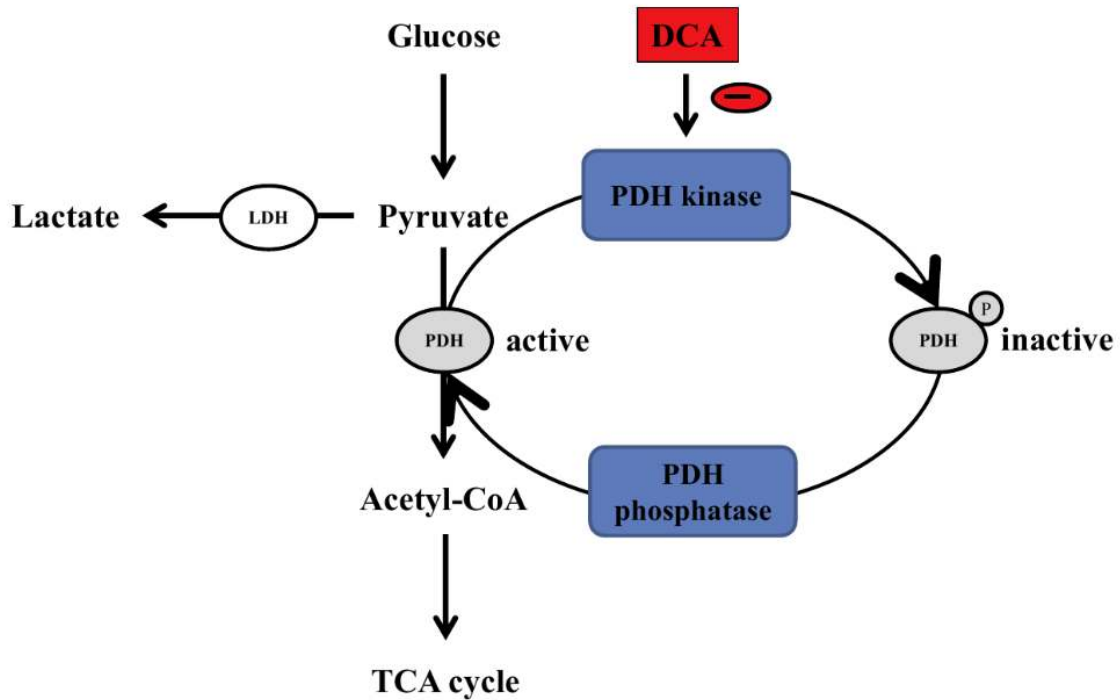 Glucose
DCA
PDH kinase
Lactate
LDH
Pyruvate
P
PDH
active
PDH
inactive
PDH
phosphatase
Acetyl-CoA
TCA cycle